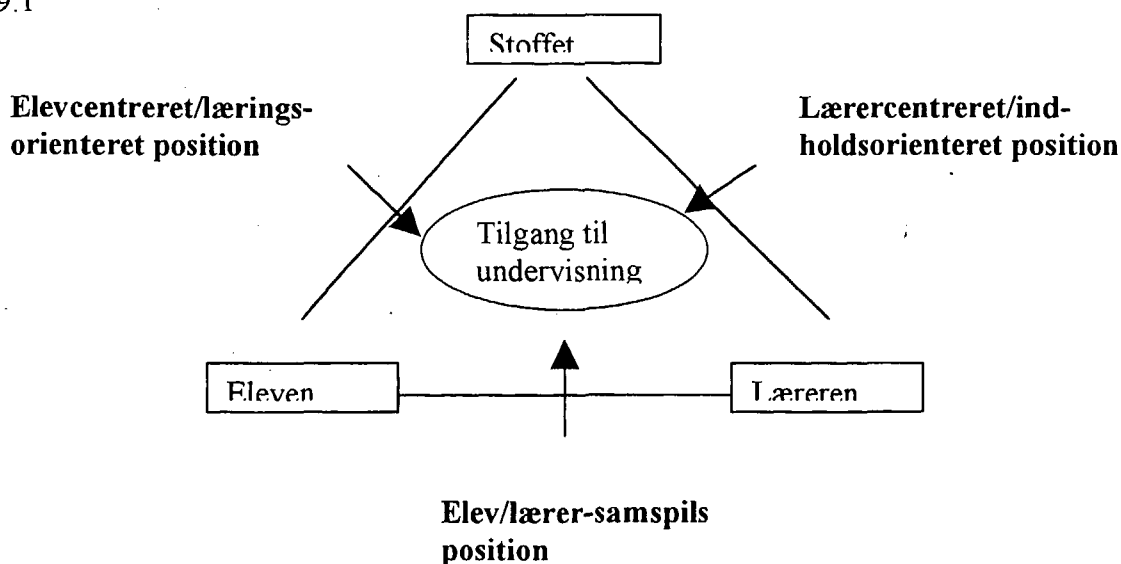 9.1
Stoffet
Elevcentreret/lærings-
orienteret position
Lærercentreret/ind-
holdsorienteret position
Tilgang til
undervisning
Eleven
Læreren
Elev/lærer-samspils
position